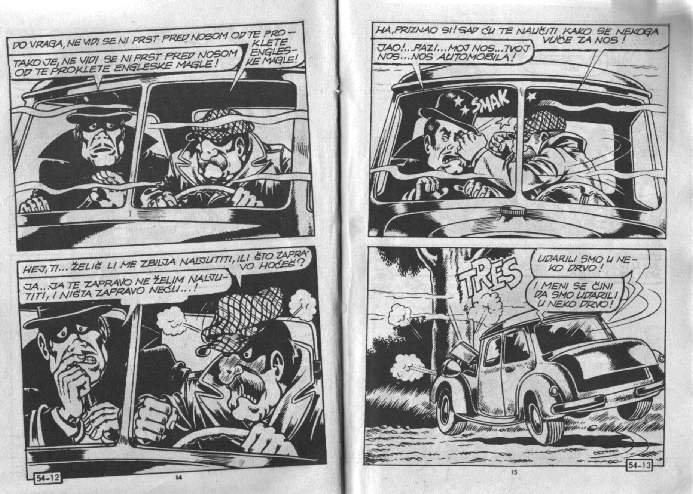 DO VRAGA, NE VIDI SE NI PRST PRED NOSOM OD TE PRO-
KLETE
ENGLES-
KE MAGLE!
TAKO JE, NE VIDI SE NI PRST PRED NOSOM
OD TE PROKLETE ENGLESKE MAGLE!
HEJ, TI... ŽELIŠ LI ME ZBILJA NALJUTITI, ILI ŠTO ZAPRA-
VO HOĆEŠ!?
JA...JA TE ZAPRAVO NE ŽELIM NALJU-
TITI, I NIŠTA ZAPRAVO NEĆU...!
54-12
14
HA, PRIZNAO SI! SAD ĆU TE NAUČITI KAKO SE NEKOGA
VUČE ZA NOS!
JAO!...PAZI...MOJ NOS...TVOJ
NOS...NOS AUTOMOBILA!
SMAK
TRES
UDARILI SMO U NE-
KO DRVO!
I MENI SE ČINI
DA SMO UDARILI
U NEKO DRVO!
15
54-13